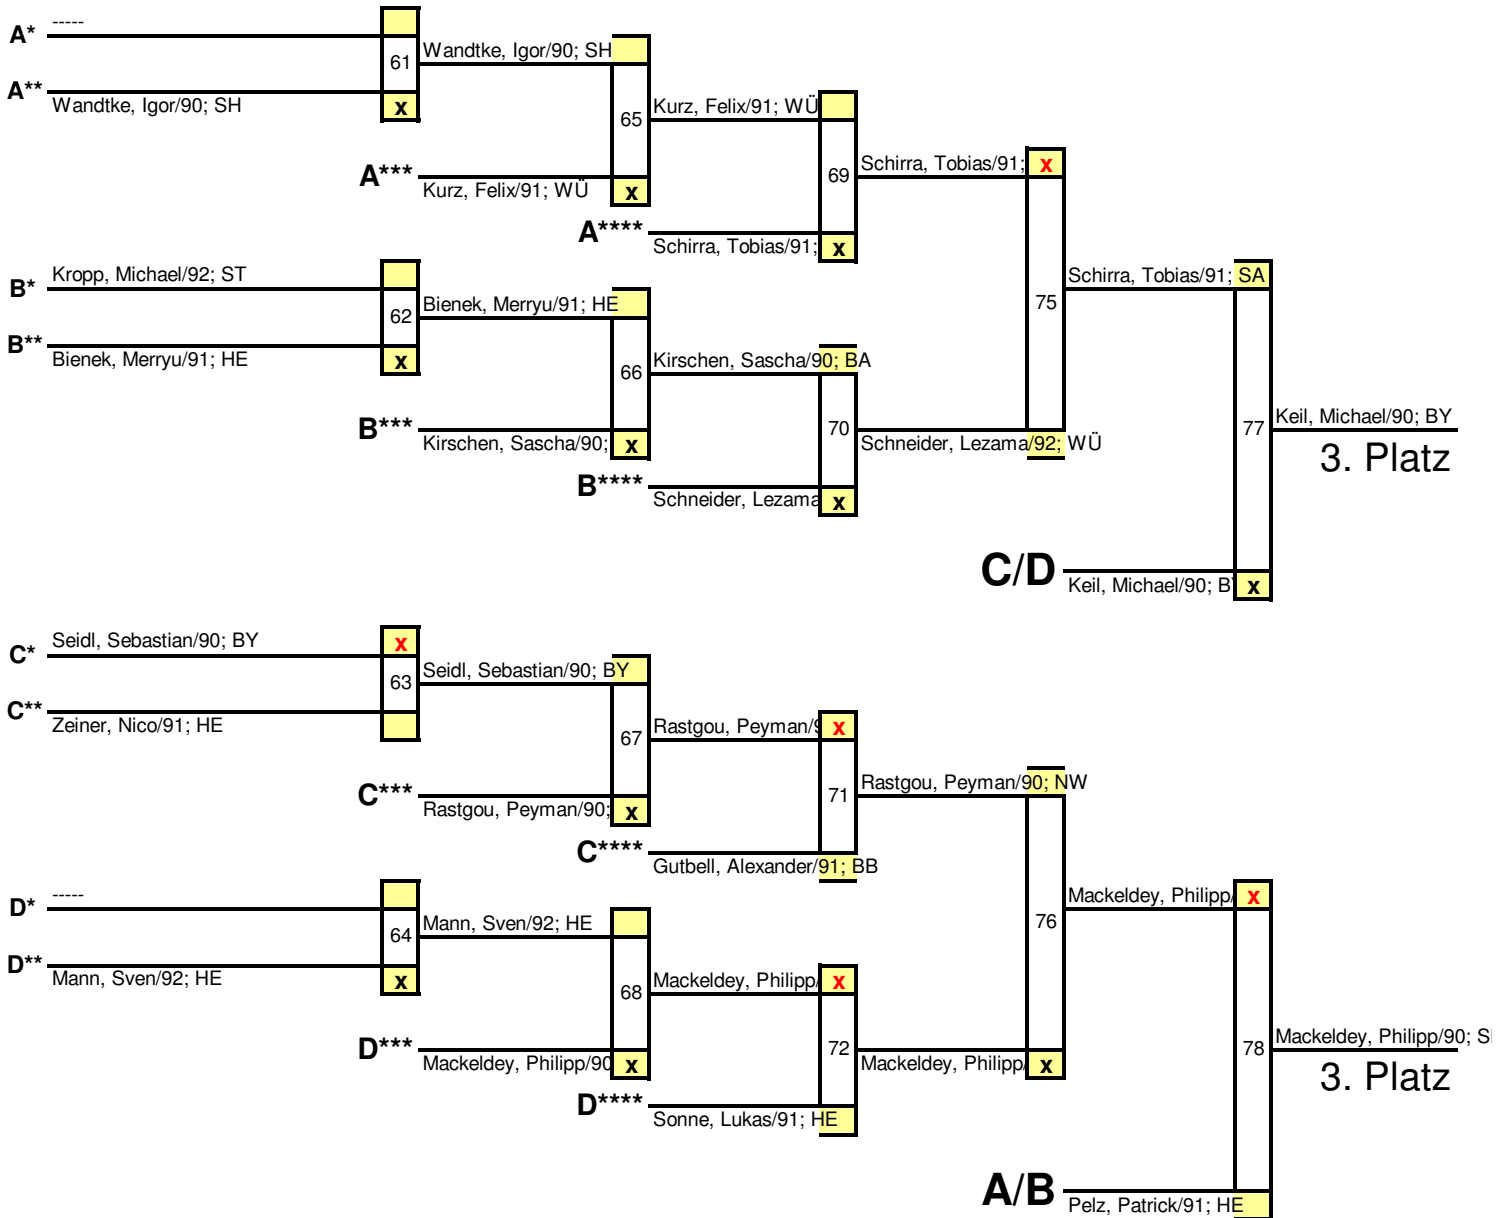 -----
A*
61
Wandtke, Igor/90; SH
A**
Wandtke, Igor/90; SH
x
65
Kurz, Felix/91; WÜ
A***
Kurz, Felix/91; WÜ
x
69
Schirra, Tobias/91;
x
A****
Schirra, Tobias/91;
x
B*
Kropp, Michael/92; ST
62
Bienek, Merryu/91; HE
B**
Bienek, Merryu/91; HE
x
66
Kirschen, Sascha/90; BA
B***
Kirschen, Sascha/90;
x
70
Schneider, Lezama/92; WÜ
B****
Schneider, Lezama
x
75
Schirra, Tobias/91; SA
77
Keil, Michael/90; BY
3. Platz
C/D
Keil, Michael/90; B
x
C*
Seidl, Sebastian/90; BY
x
63
Seidl, Sebastian/90; BY
C**
Zeiner, Nico/91; HE
67
Rastgou, Peyman/9
x
C***
Rastgou, Peyman/90;
x
71
Rastgou, Peyman/90; NW
C****
Gutbell, Alexander/91; BB
-----
D*
64
Mann, Sven/92; HE
D**
Mann, Sven/92; HE
x
68
Mackeldey, Philipp/
x
D***
Mackeldey, Philipp/90
x
72
Mackeldey, Philipp/
x
D****
Sonne, Lukas/91; HE
76
Mackeldey, Philipp/
x
78
Mackeldey, Philipp/90; S
3. Platz
A/B
Pelz, Patrick/91; HE